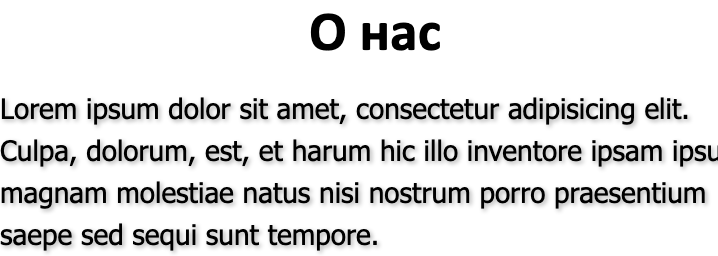 О нас
Lorem ipsum dolor sit amet, consectetur adipisicing elit.
Culpa, dolorum, est, et harum hic illo inventore ipsam ipsu
magnam molestiae natus nisi nostrum porro praesentium
saepe sed sequi sunt tempore.